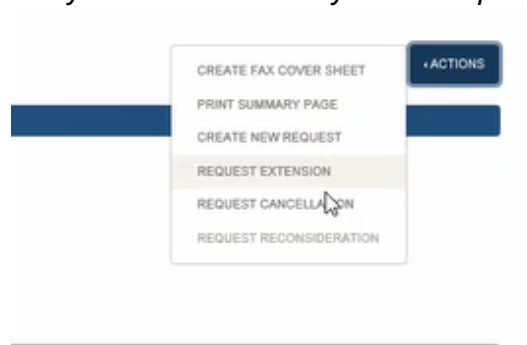 CREATE FAX COVER SHEET
‹ACTIONS
PRINT SUMMARY PAGE
CREATE NEW REQUEST
REQUEST EXTENSION
REQUEST CANCELLATION
REQUEST RECONSIDERATION